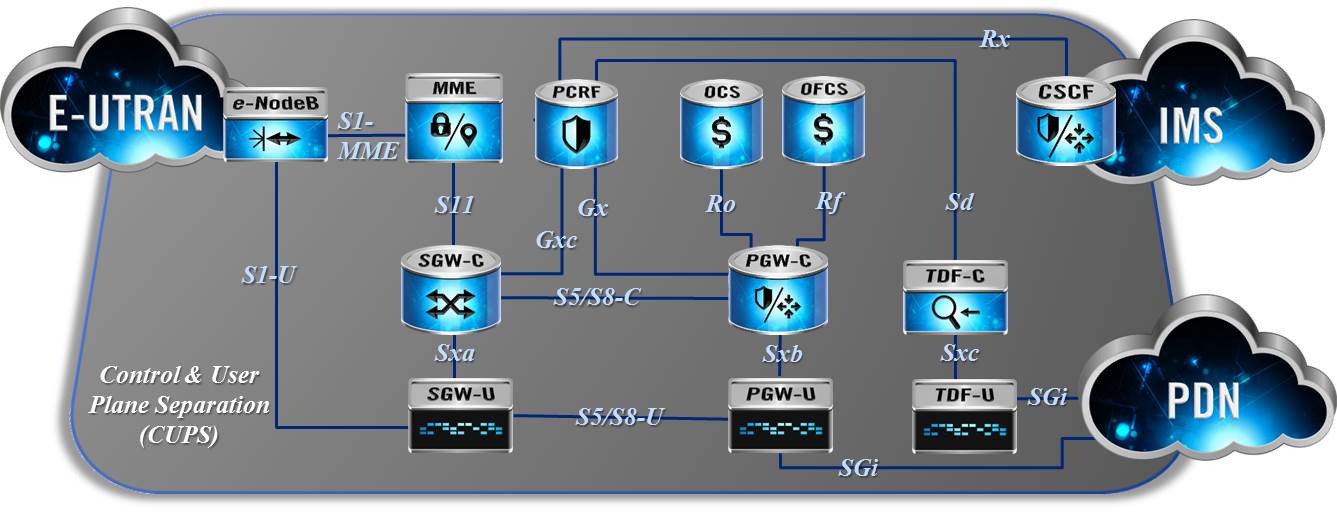 Rx
E-UTRAN
e-NodeB
MME
PCRF
OCS
OFCS
CSCF
IMS
S1-
MME
S11
Gx
Ro
Rf
Sd
Gxc
S1-U
SGW-C
PGW-C
TDF-C
S5/S8-C
Sxa
Sxb
Sxc
Control & User
Plane Separation
(CUPS)
SGW-U
PGW-U
TDF-U
SGi
PDN
S5/S8-U
SGi